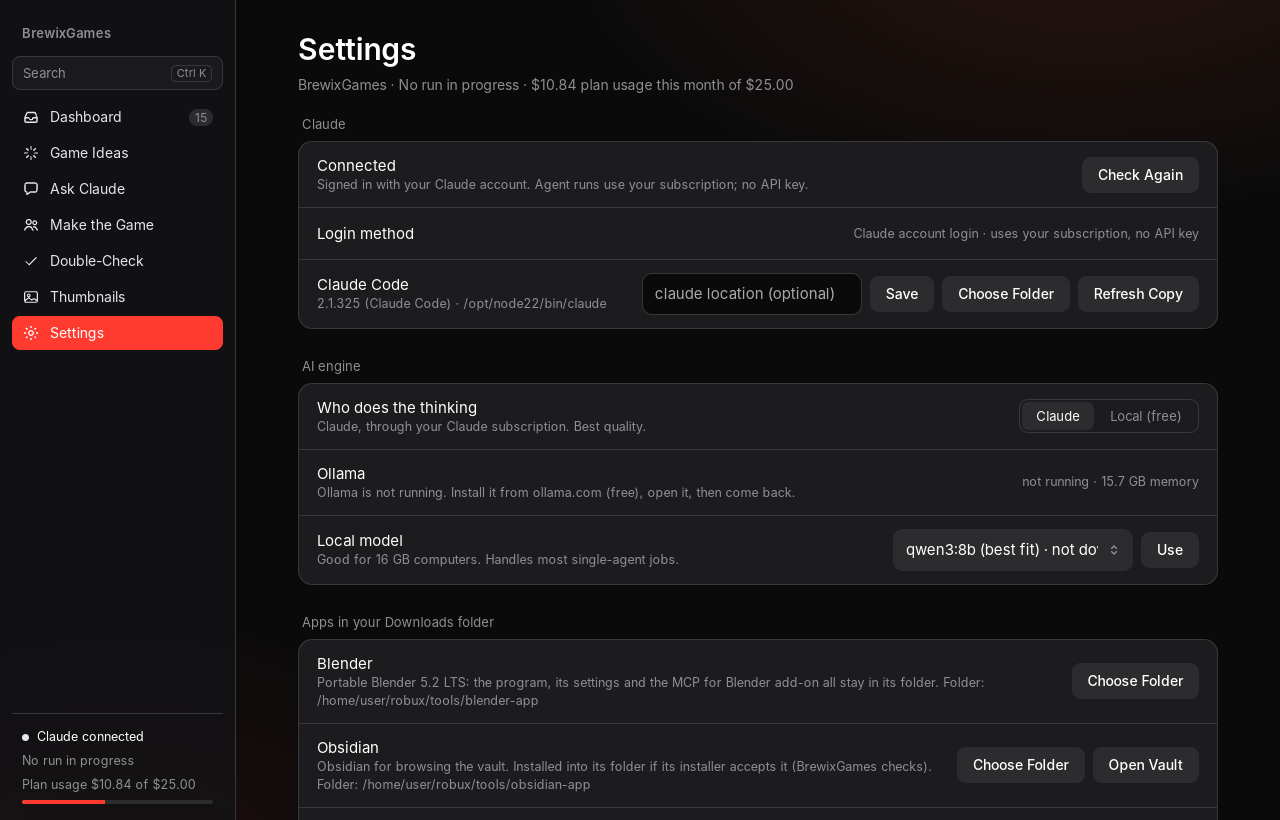 BrewixGames
Search
Ctrl K
Dashboard
15
Game Ideas
Ask Claude
Make the Game
Double-Check
Thumbnails
Settings
Claude connected
No run in progress
Plan usage $10.84 of $25.00
Settings
BrewixGames · No run in progress · $10.84 plan usage this month of $25.00
Claude
Connected
Signed in with your Claude account. Agent runs use your subscription; no API key.
Check Again
Login method
Claude account login · uses your subscription, no API key
Claude Code
2.1.325 (Claude Code) · /opt/node22/bin/claude
claude location (optional)
Save
Choose Folder
Refresh Copy
AI engine
Who does the thinking
Claude, through your Claude subscription. Best quality.
Claude
Local (free)
Ollama
Ollama is not running. Install it from ollama.com (free), open it, then come back.
not running · 15.7 GB memory
Local model
Good for 16 GB computers. Handles most single-agent jobs.
qwen3:8b (best fit) · not
Use
Apps in your Downloads folder
Blender
Portable Blender 5.2 LTS: the program, its settings and the MCP for Blender add-on all stay in its folder. Folder:
/home/user/robux/tools/blender-app
Choose Folder
Obsidian
Obsidian for browsing the vault. Installed into its folder if its installer accepts it (BrewixGames checks).
Folder: /home/user/robux/tools/obsidian-app
Choose Folder
Open Vault